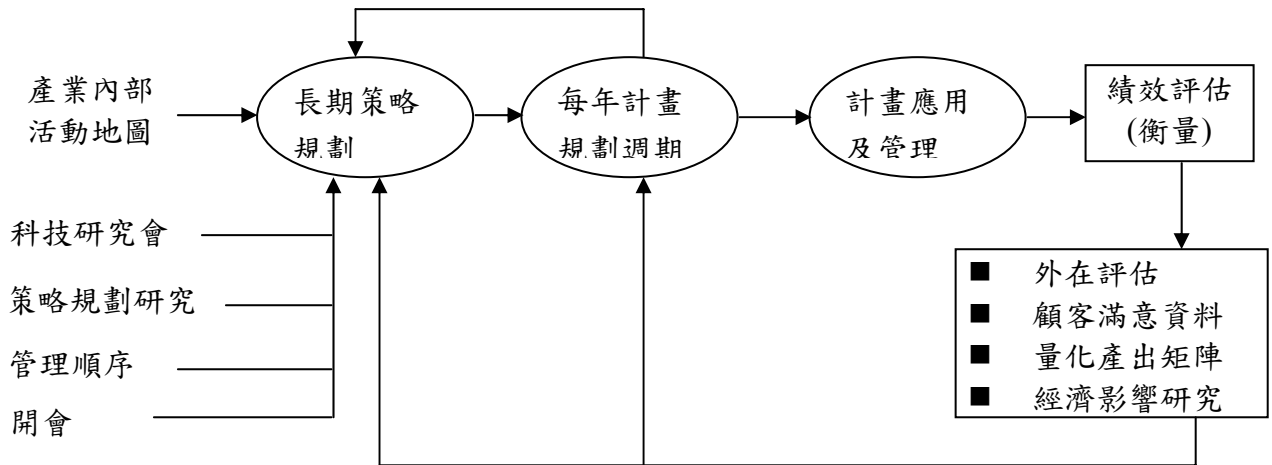 產業內部
活動地圖
長期策略
規劃
每年計畫
規劃週期
計畫應用
及管理
績效評估
(衡量)
科技研究會
策略規劃研究
管理順序
開會
■ 外在評估
■ 顧客滿意資料
■ 量化產出矩陣
■ 經濟影響研究